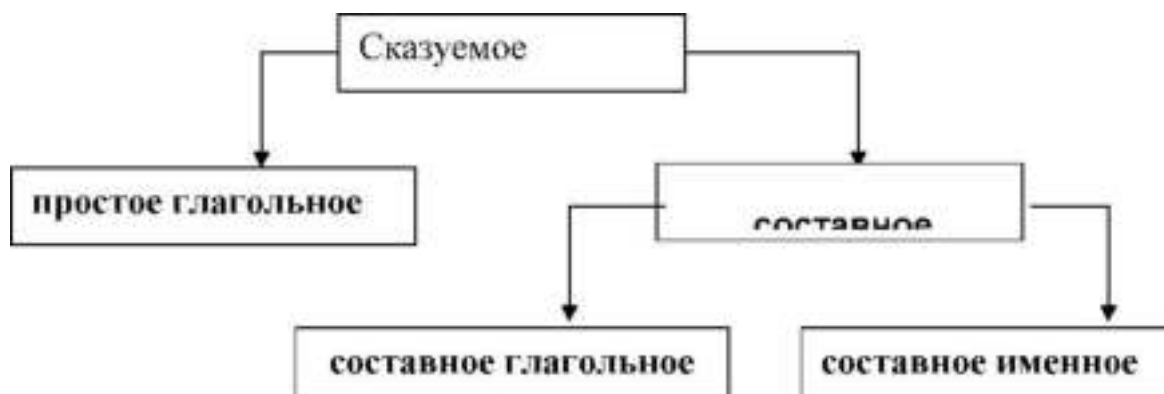 Сказуемое
простое глагольное
составное
составное глагольное
составное именное